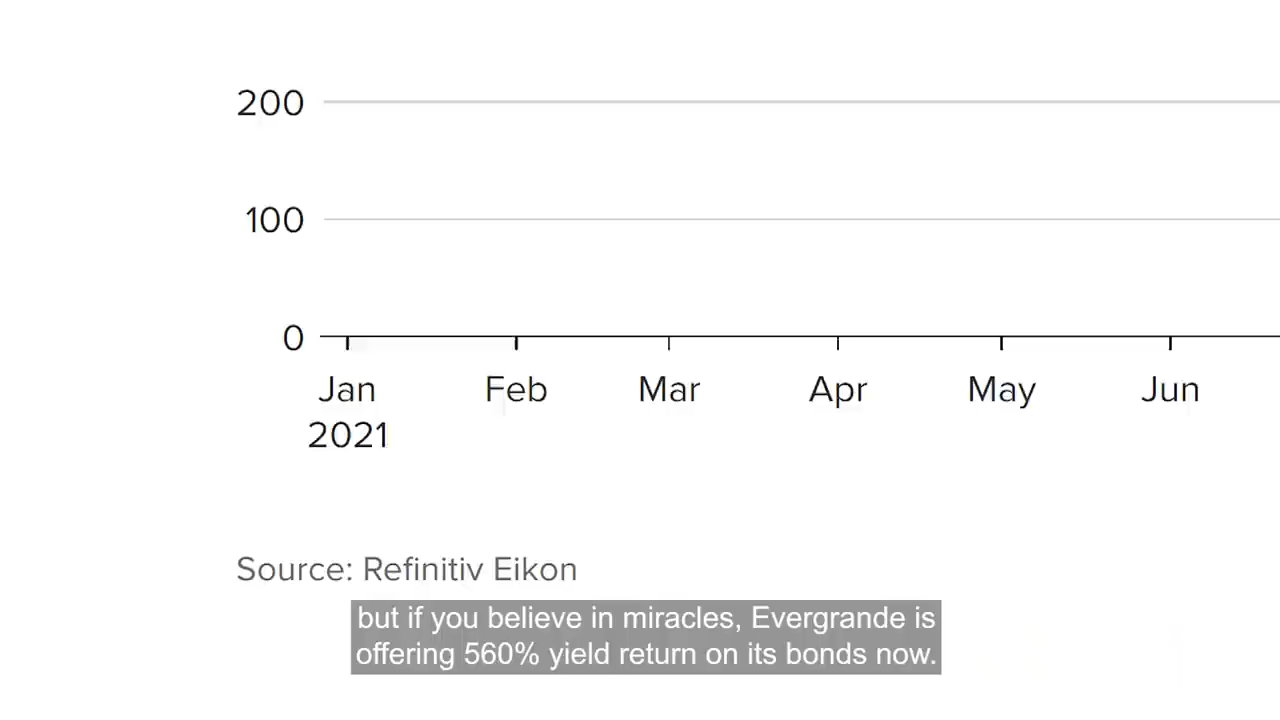 200
100
0
Jan Feb Mar Apr May Jun
2021
Source: Refinitiv Eikon
but if you believe in miracles, Evergrande is
offering 560% yield return on its bonds now.